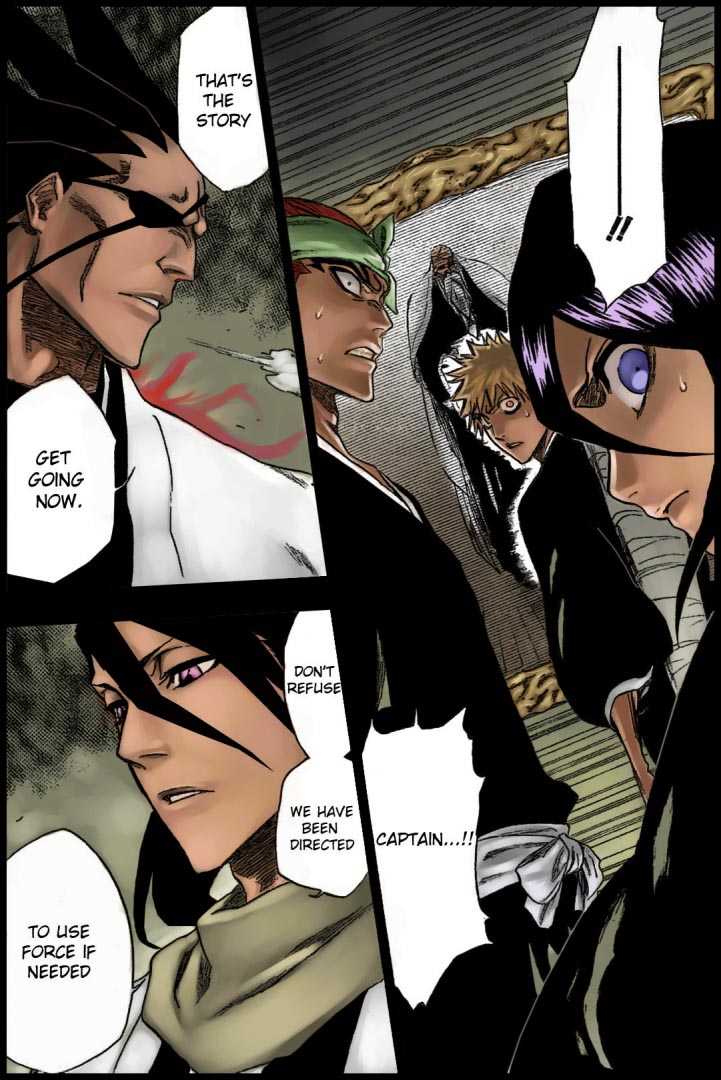 —!!
CAPTAIN...!!
THAT'S
THE
STORY
GET
GOING
NOW.
DON'T
REFUSE
WE HAVE
BEEN
DIRECTED
TO USE
FORCE IF
NEEDED